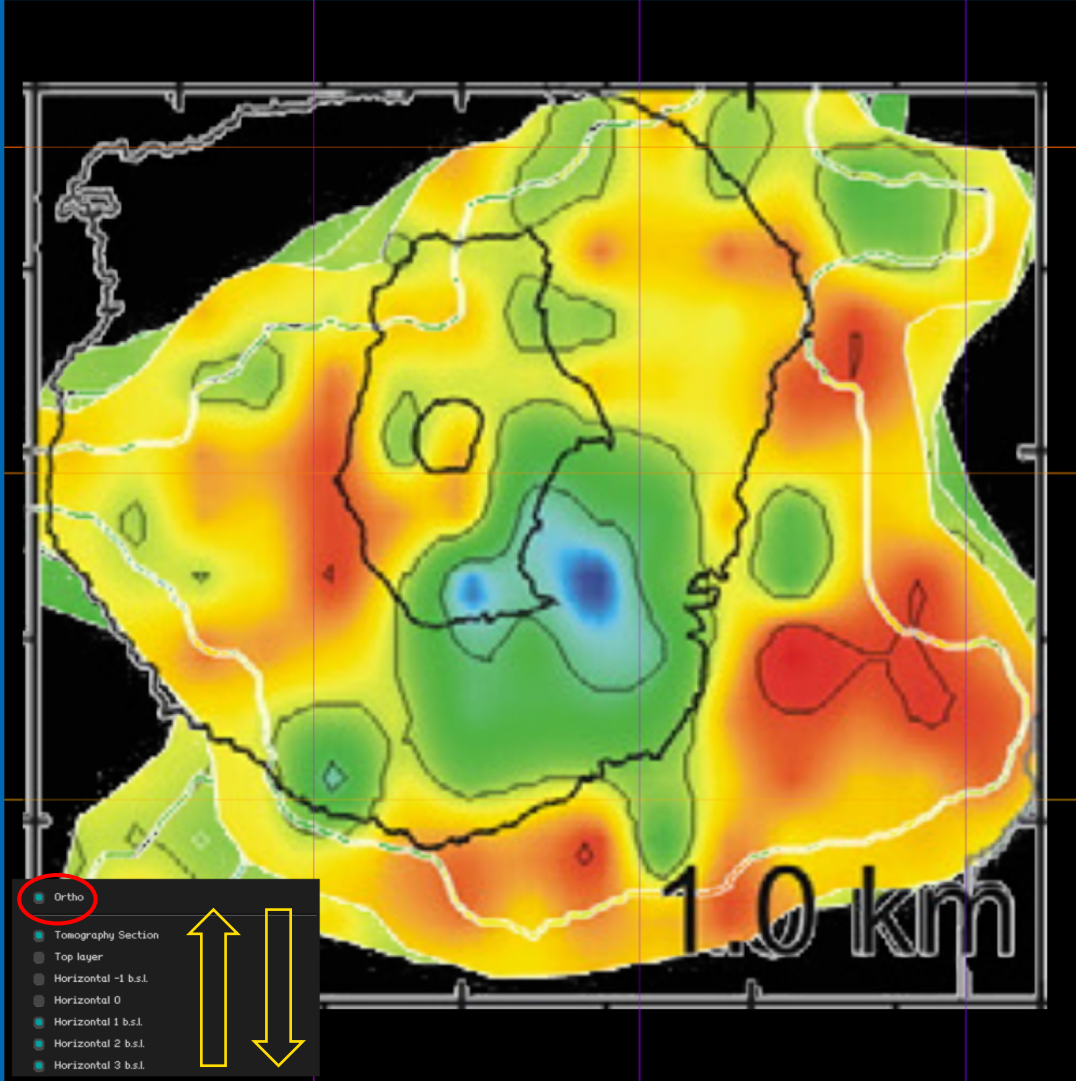 1.0 km
Ortho
Tomography Section
Top layer
Horizontal -1 b.s.l.
Horizontal 0
Horizontal 1 b.s.l.
Horizontal 2 b.s.l.
Horizontal 3 b.s.l.